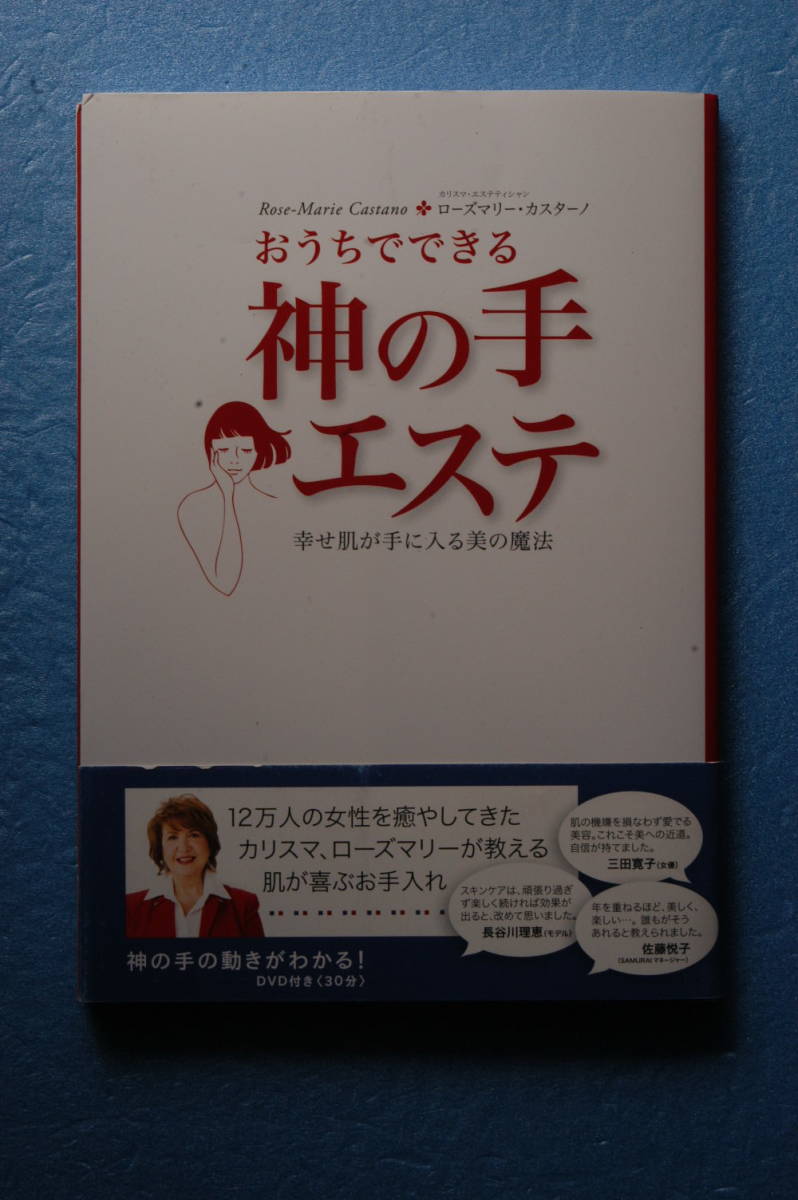 カリスマ・エステティシャン
Rose-Marie Castano ローズマリー・カスターノ
おうちでできる
神の手
エステ
幸せ肌が手に入る美の魔法
12万人の女性を癒やしてきた
カリスマ、ローズマリーが教える
肌が喜ぶお手入れ
肌の機嫌を損なわず愛でる
美容。これこそ美への近道。
自信が持てました。
三田寛子(女優)
スキンケアは、頑張り過ぎ
ず楽しく続ければ効果が
出ると、改めて思いました。
長谷川理恵(モデル)
年を重ねるほど、美しく、
楽しい…。誰もがそう
あれると教えられました。
佐藤悦子
(SAMURAIマネージャー)
神の手の動きがわかる!
DVD付き〈30分〉